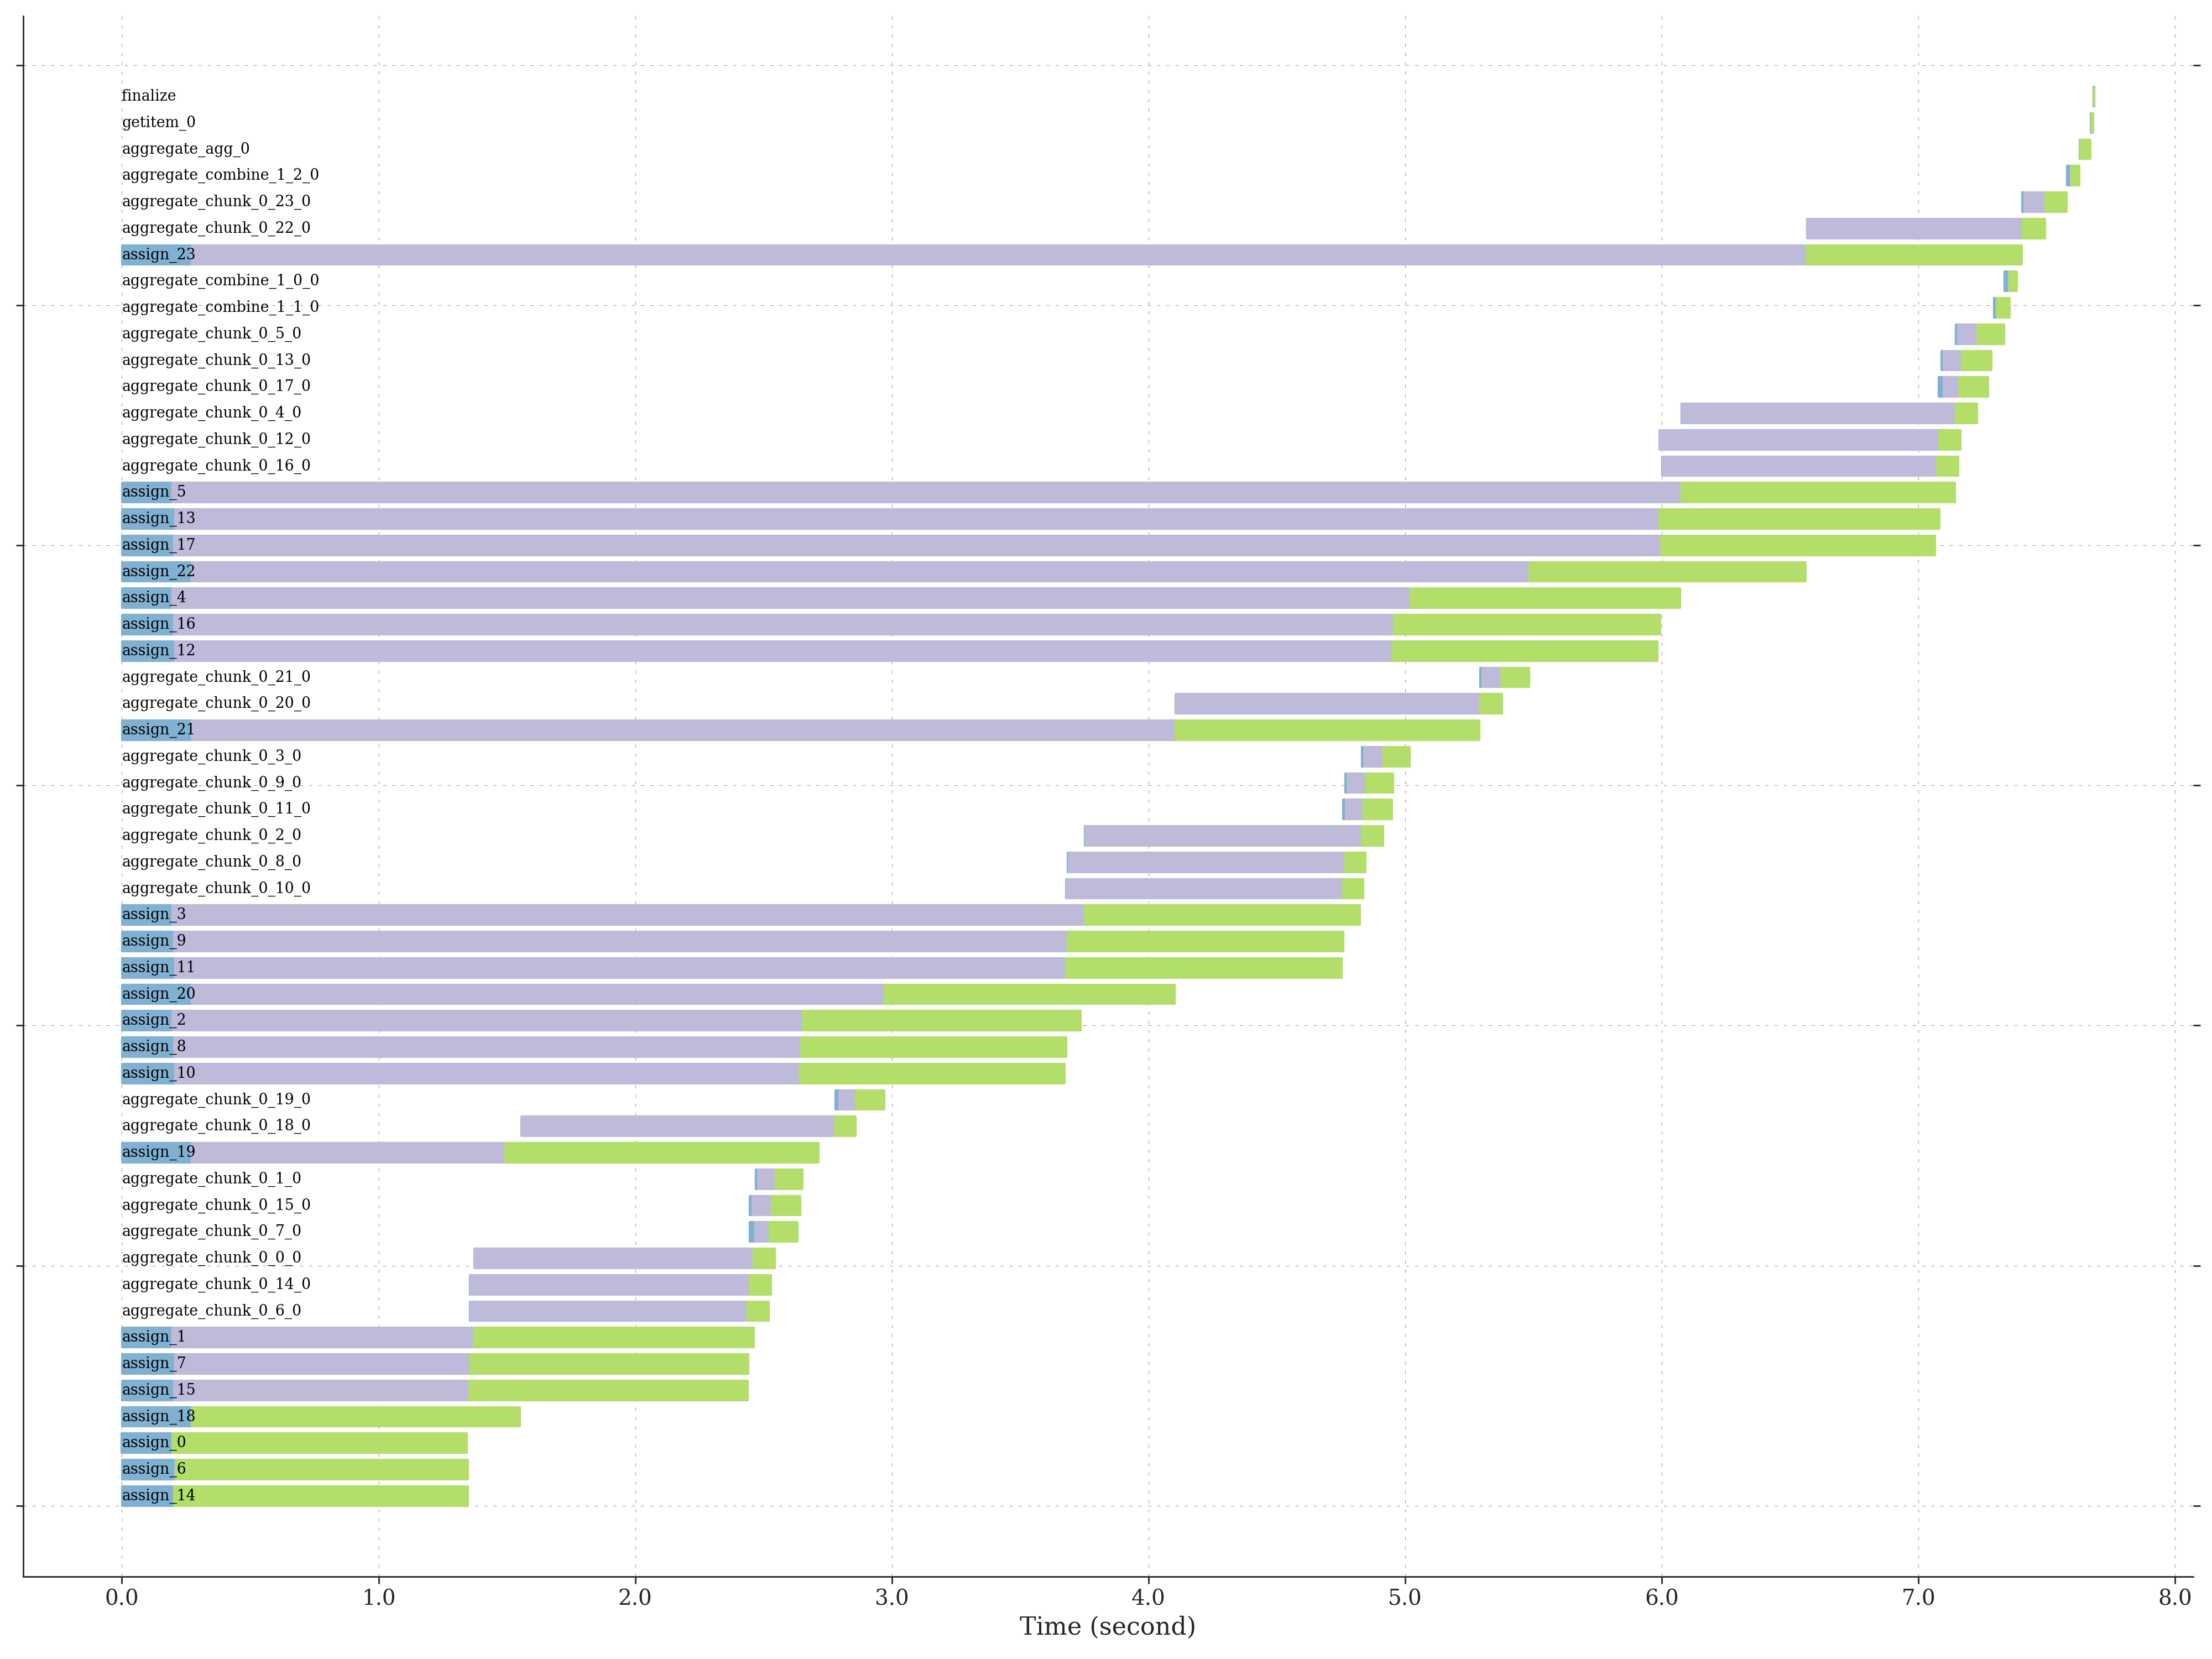 finalize
getitem_0
aggregate_agg_0
aggregate_combine_1_2_0
aggregate_chunk_0_23_0
aggregate_chunk_0_22_0
assign_23
aggregate_combine_1_0_0
aggregate_combine_1_1_0
aggregate_chunk_0_5_0
aggregate_chunk_0_13_0
aggregate_chunk_0_17_0
aggregate_chunk_0_4_0
aggregate_chunk_0_12_0
aggregate_chunk_0_16_0
assign_5
assign_13
assign_17
assign_22
assign_4
assign_16
assign_12
aggregate_chunk_0_21_0
aggregate_chunk_0_20_0
assign_21
aggregate_chunk_0_3_0
aggregate_chunk_0_9_0
aggregate_chunk_0_11_0
aggregate_chunk_0_2_0
aggregate_chunk_0_8_0
aggregate_chunk_0_10_0
assign_3
assign_9
assign_11
assign_20
assign_2
assign_8
assign_10
aggregate_chunk_0_19_0
aggregate_chunk_0_18_0
assign_19
aggregate_chunk_0_1_0
aggregate_chunk_0_15_0
aggregate_chunk_0_7_0
aggregate_chunk_0_0_0
aggregate_chunk_0_14_0
aggregate_chunk_0_6_0
assign_1
assign_7
assign_15
assign_18
assign_0
assign_6
assign_14
0.0 1.0 2.0 3.0 4.0 5.0 6.0 7.0 8.0
Time (second)